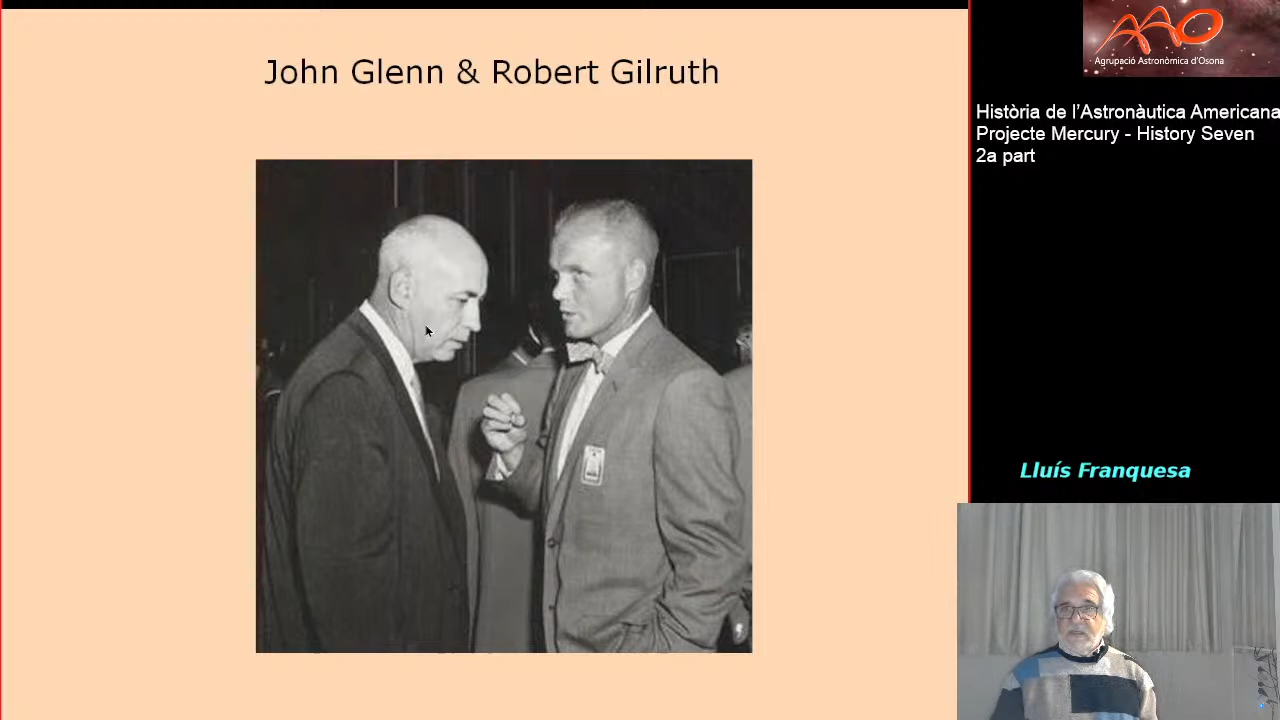 John Glenn & Robert Gilruth
AAO
Agrupació Astronòmica d'Osona
Història de l'Astronàutica Americana
Projecte Mercury - History Seven
2a part
Lluís Franquesa